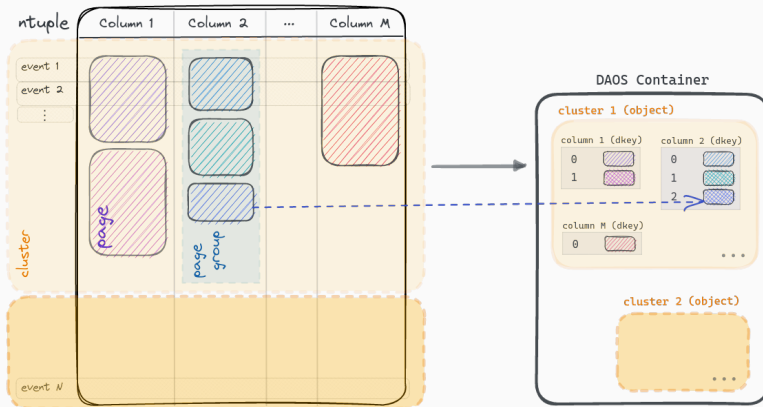 ntuple
Column 1
Column 2
...
Column M
event 1
event 2
⋮
page
page
group
cluster
event N
DAOS Container
cluster 1 (object)
column 1 (dkey)
0
1
column 2 (dkey)
0
1
2
column M (dkey)
0
...
cluster 2 (object)
...